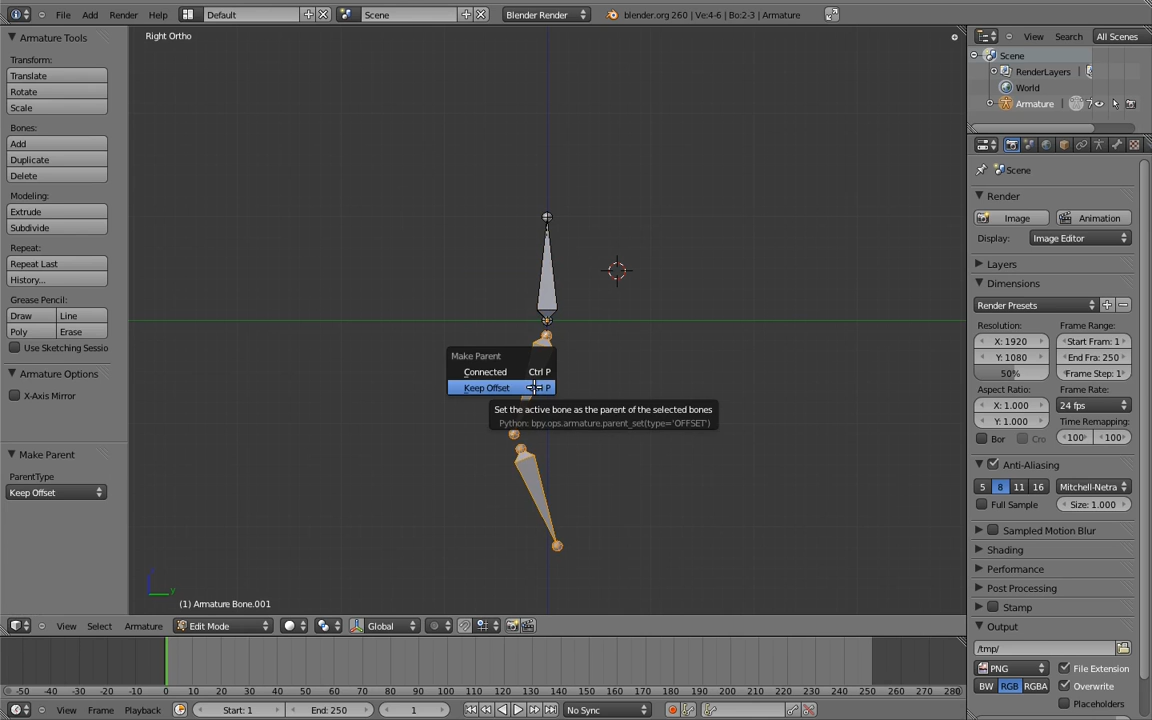 File Add Render Help Default Scene Blender Render blender.org 260 | Ve:4-6 | Bo:2-3 | Armature
Armature Tools
Transform:
Translate
Rotate
Scale
Bones:
Add
Duplicate
Delete
Modeling:
Extrude
Subdivide
Repeat:
Repeat Last
History...
Grease Pencil:
Draw Line
Poly Erase
Use Sketching Sessio
Armature Options
X-Axis Mirror
Make Parent
ParentType
Keep Offset
Right Ortho
Make Parent
Connected Ctrl P
Keep Offset P
Set the active bone as the parent of the selected bones
Python: bpy.ops.armature.parent_set(type='OFFSET')
y
(1) Armature Bone.001
View Select Armature Edit Mode Global
-50 -40 -30 -20 -10 0 10 20 30 40 50 60 70 80 90 100 110 120 130 140 150 160 170 180 190 200 210 220 230 240 250 260 270 280
View Frame Playback Start: 1 End: 250 1 No Sync
View Search All Scenes
Scene
RenderLayers
World
Armature
Scene
Render
Image Animation
Display: Image Editor
Layers
Dimensions
Render Presets
Resolution: Frame Range:
X: 1920 Start Fram: 1
Y: 1080 End Fra: 250
50% Frame Step: 1
Aspect Ratio: Frame Rate:
X: 1.000 24 fps
Y: 1.000 Time Remapping:
Bor Cro 100 100
Anti-Aliasing
5 8 11 16 Mitchell-Netra
Full Sample Size: 1.000
Sampled Motion Blur
Shading
Performance
Post Processing
Stamp
Output
/tmp/
PNG File Extension
BW RGB RGBA Overwrite
Placeholders